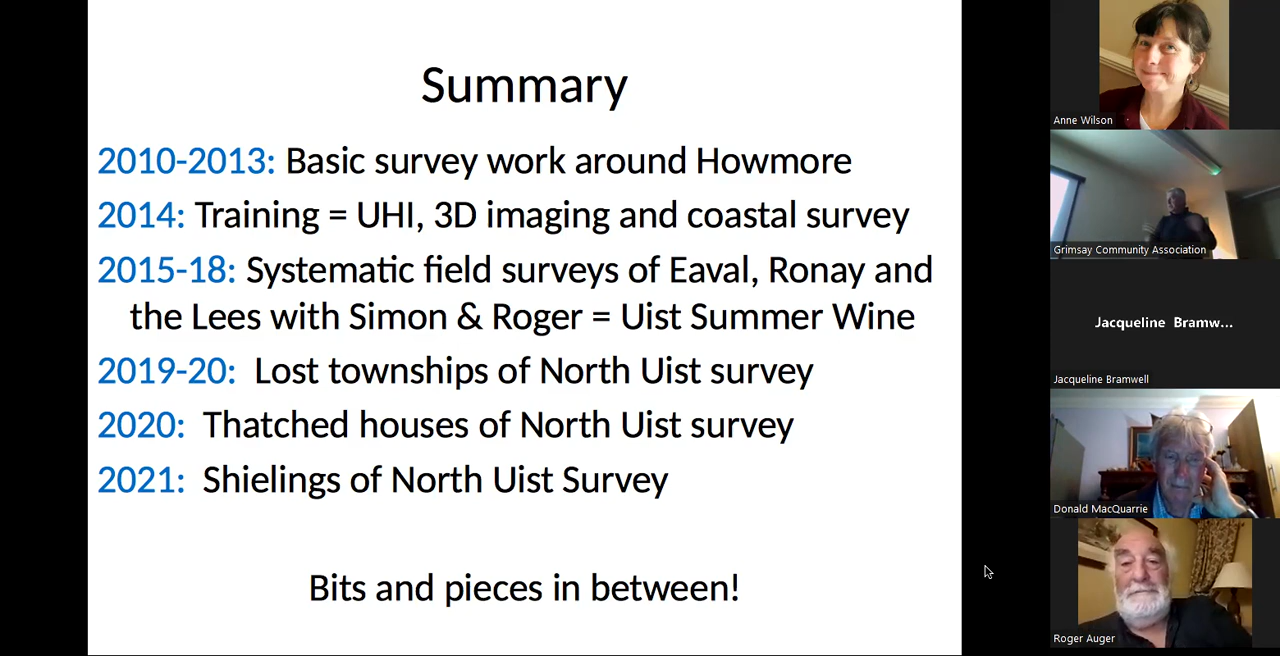 Summary
2010-2013: Basic survey work around Howmore
2014: Training = UHI, 3D imaging and coastal survey
2015-18: Systematic field surveys of Eaval, Ronay and
the Lees with Simon & Roger = Uist Summer Wine
2019-20: Lost townships of North Uist survey
2020: Thatched houses of North Uist survey
2021: Shielings of North Uist Survey
Bits and pieces in between!
Anne Wilson
Grimsay Community Association
Jacqueline Bramw...
Jacqueline Bramwell
Donald MacQuarrie
Roger Auger